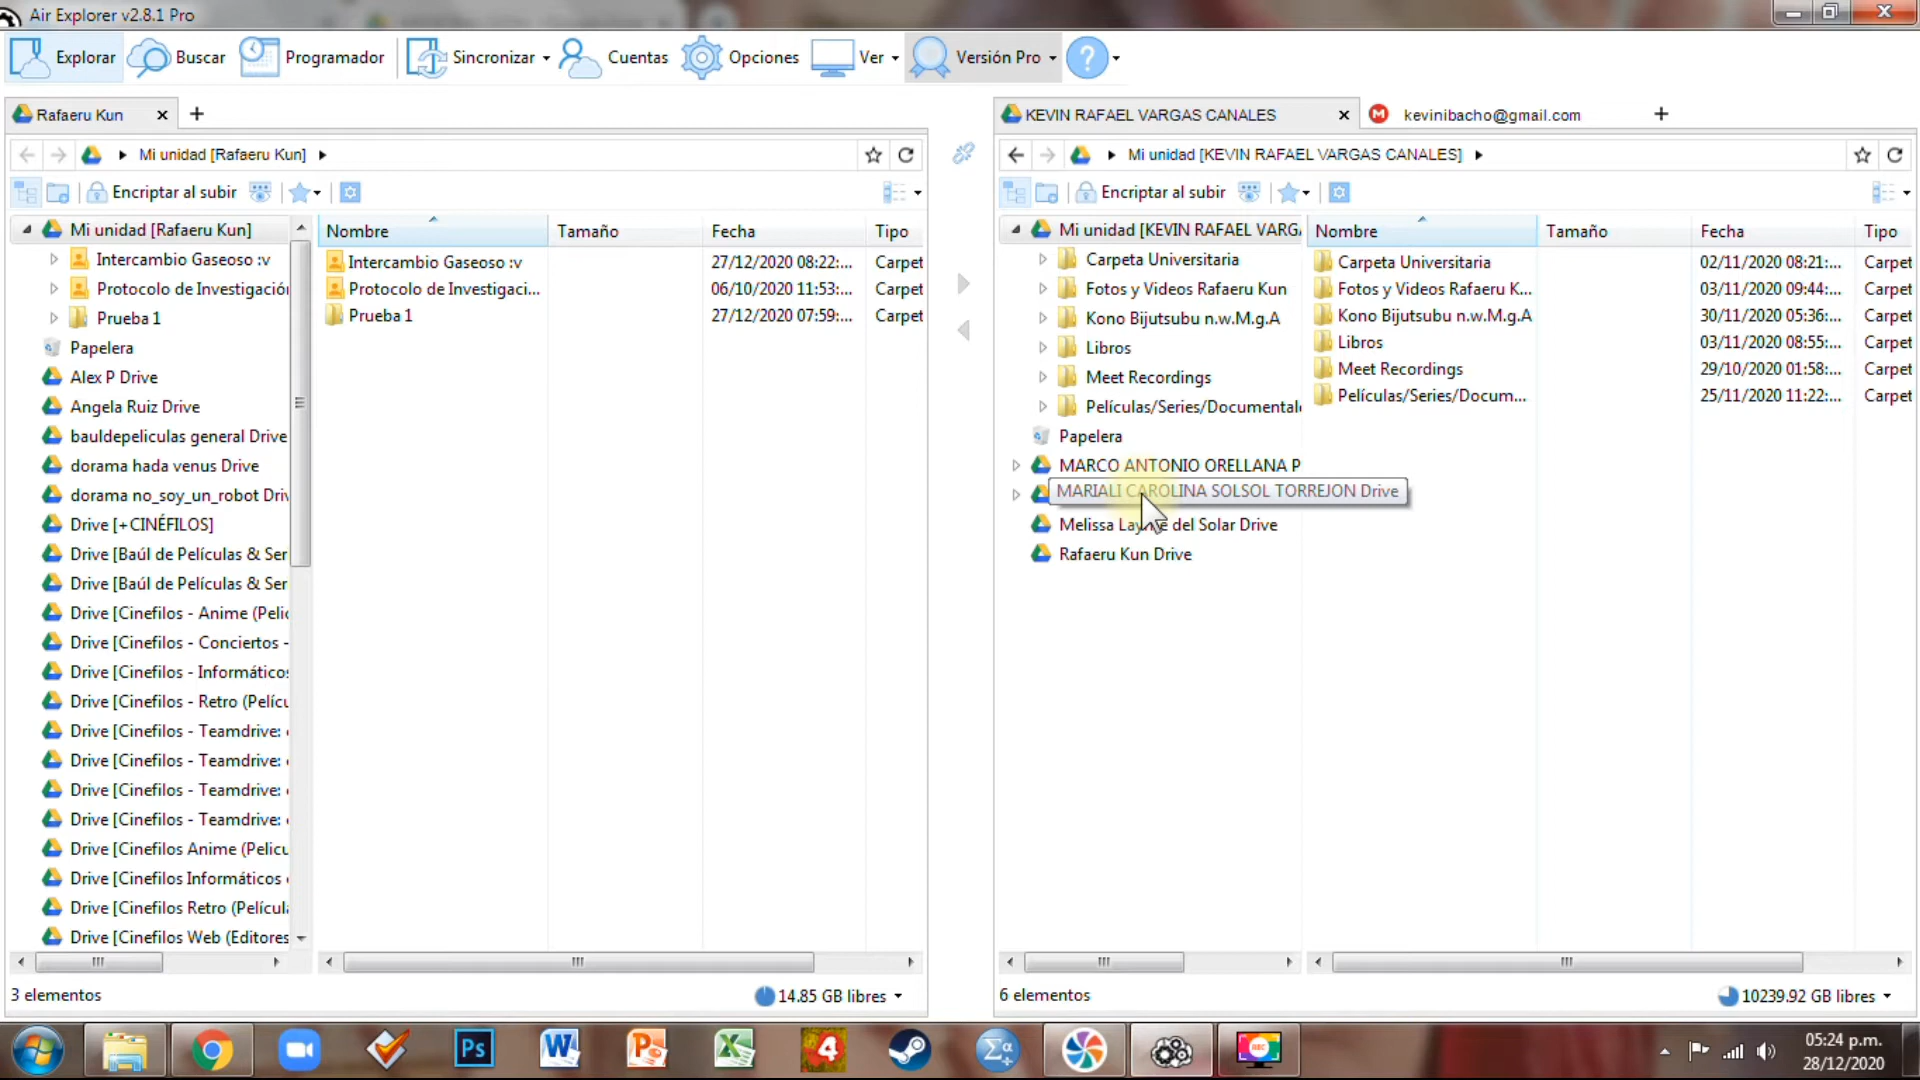 Air Explorer v2.8.1 Pro
Explorar Buscar Programador Sincronizar Cuentas Opciones Ver Versión Pro ?
Rafaeru Kun
Mi unidad [Rafaeru Kun]
Encriptar al subir
Mi unidad [Rafaeru Kun]
Intercambio Gaseoso :v
Protocolo de Investigación
Prueba 1
Papelera
Alex P Drive
Angela Ruiz Drive
bauldepeliculas general Drive
dorama hada venus Drive
dorama no_soy_un_robot Driv
Drive [+CINÉFILOS]
Drive [Baúl de Películas & Ser
Drive [Baúl de Películas & Ser
Drive [Cinefilos - Anime (Pelic
Drive [Cinefilos - Conciertos -
Drive [Cinefilos - Informáticos
Drive [Cinefilos - Retro (Pelícu
Drive [Cinefilos - Teamdrive:
Drive [Cinefilos - Teamdrive:
Drive [Cinefilos - Teamdrive:
Drive [Cinefilos - Teamdrive:
Drive [Cinefilos Anime (Pelicu
Drive [Cinefilos Informáticos
Drive [Cinefilos Retro (Película
Drive [Cinefilos Web (Editores
Nombre Tamaño Fecha Tipo
Intercambio Gaseoso :v 27/12/2020 08:22:... Carpet
Protocolo de Investigaci... 06/10/2020 11:53:... Carpet
Prueba 1 27/12/2020 07:59:... Carpet
3 elementos
14.85 GB libres
KEVIN RAFAEL VARGAS CANALES
M kevinibacho@gmail.com
Mi unidad [KEVIN RAFAEL VARGAS CANALES]
Encriptar al subir
Mi unidad [KEVIN RAFAEL VARGA
Carpeta Universitaria
Fotos y Videos Rafaeru Kun
Kono Bijutsubu n.w.M.g.A
Libros
Meet Recordings
Películas/Series/Documentale
Papelera
MARCO ANTONIO ORELLANA P
MARIALI CAROLINA SOLSOL TORREJON Drive
Melissa del Solar Drive
Rafaeru Kun Drive
Nombre Tamaño Fecha Tipo
Carpeta Universitaria 02/11/2020 08:21:... Carpet
Fotos y Videos Rafaeru K... 03/11/2020 09:44:... Carpet
Kono Bijutsubu n.w.M.g.A 30/11/2020 05:36:... Carpet
Libros 03/11/2020 08:55:... Carpet
Meet Recordings 29/10/2020 01:58:... Carpet
Películas/Series/Docum... 25/11/2020 11:22:... Carpet
6 elementos
10239.92 GB libres
Ps W P X 4 Σα REC
05:24 p.m.
28/12/2020